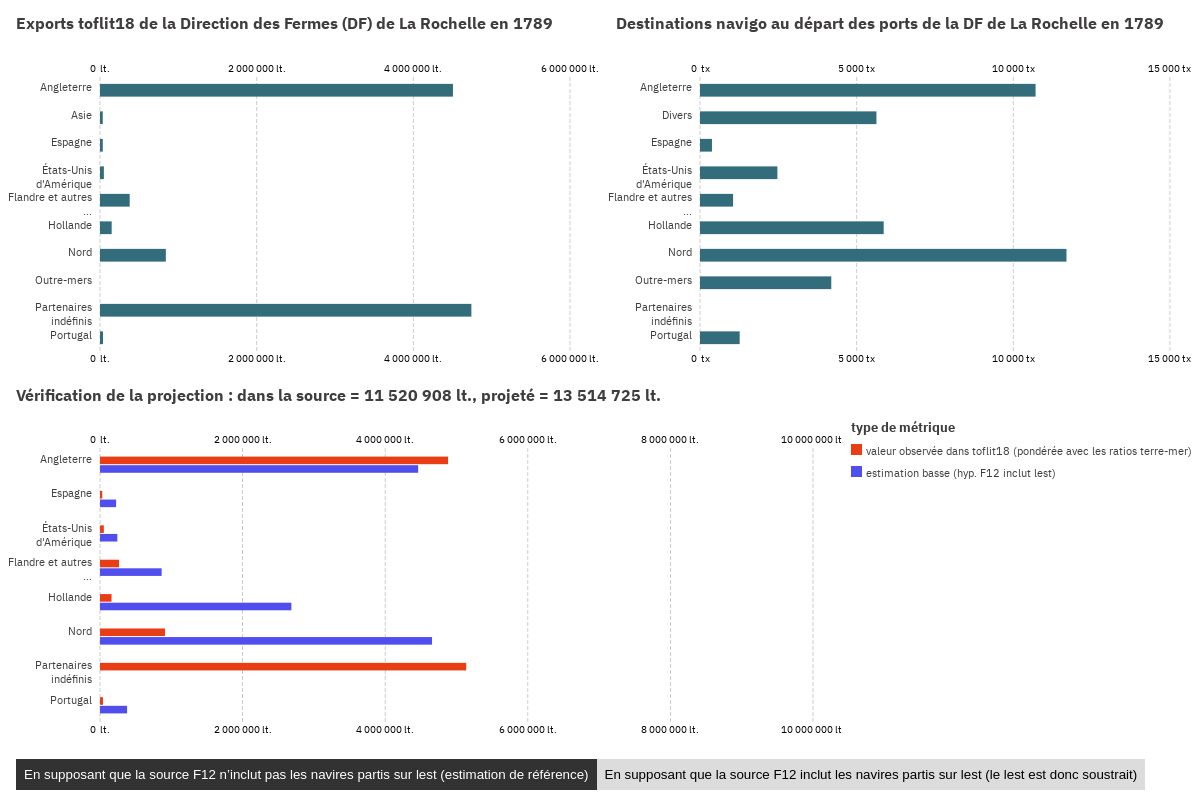 Exports toflit18 de la Direction des Fermes (DF) de La Rochelle en 1789
0 lt.
2 000 000 lt.
4 000 000 lt.
6 000 000 lt.
Angleterre
Asie
Espagne
États-Unis
d'Amérique
Flandre et autres
...
Hollande
Nord
Outre-mers
Partenaires
indéfinis
Portugal
0 lt.
2 000 000 lt.
4 000 000 lt.
6 000 000 lt.
Destinations navigo au départ des ports de la DF de La Rochelle en 1789
0 tx
5 000 tx
10 000 tx
15 000 tx
Angleterre
Divers
Espagne
États-Unis
d'Amérique
Flandre et autres
...
Hollande
Nord
Outre-mers
Partenaires
indéfinis
Portugal
0 tx
5 000 tx
10 000 tx
15 000 tx
Vérification de la projection : dans la source = 11 520 908 lt., projeté = 13 514 725 lt.
0 lt.
2 000 000 lt.
4 000 000 lt.
6 000 000 lt.
8 000 000 lt.
10 000 000 lt
Angleterre
Espagne
États-Unis
d'Amérique
Flandre et autres
...
Hollande
Nord
Partenaires
indéfinis
Portugal
0 lt.
2 000 000 lt.
4 000 000 lt.
6 000 000 lt.
8 000 000 lt.
10 000 000 lt
type de métrique
valeur observée dans toflit18 (pondérée avec les ratios terre-mer)
estimation basse (hyp. F12 inclut lest)
En supposant que la source F12 n’inclut pas les navires partis sur lest (estimation de référence)
En supposant que la source F12 inclut les navires partis sur lest (le lest est donc soustrait)